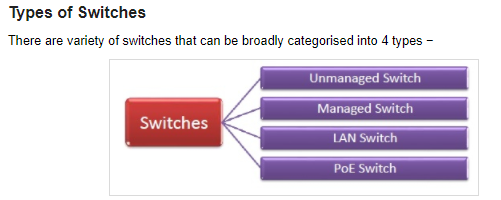 Types of Switches
There are variety of switches that can be broadly categorised into 4 types −
Switches
Unmanaged Switch
Managed Switch
LAN Switch
PoE Switch